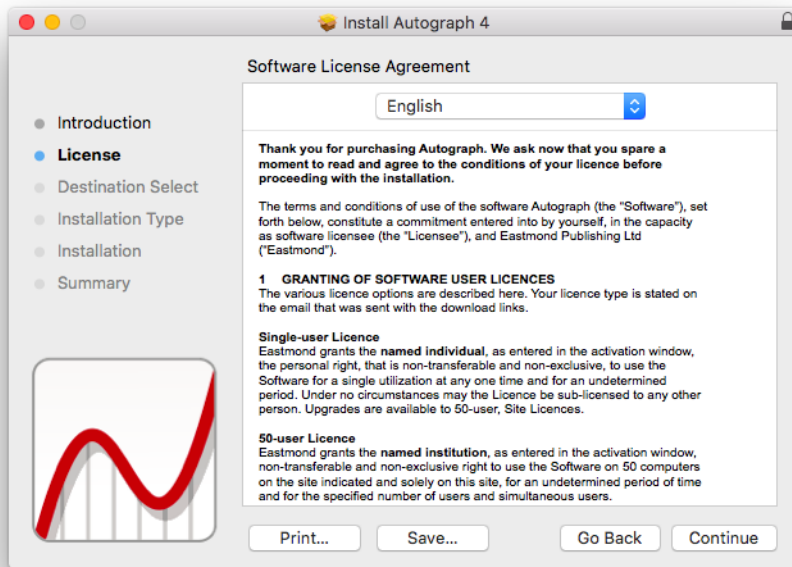 Install Autograph 4
Software License Agreement
English
Introduction
License
Destination Select
Installation Type
Installation
Summary
Thank you for purchasing Autograph. We ask now that you spare a
moment to read and agree to the conditions of your licence before
proceeding with the installation.
The terms and conditions of use of the software Autograph (the "Software"), set
forth below, constitute a commitment entered into by yourself, in the capacity
as software licensee (the "Licensee"), and Eastmond Publishing Ltd
("Eastmond").
1 GRANTING OF SOFTWARE USER LICENCES
The various licence options are described here. Your licence type is stated on
the email that was sent with the download links.
Single-user Licence
Eastmond grants the named individual, as entered in the activation window,
the personal right, that is non-transferable and non-exclusive, to use the
Software for a single utilization at any one time and for an undetermined
period. Under no circumstances may the Licence be sub-licensed to any other
person. Upgrades are available to 50-user, Site Licences.
50-user Licence
Eastmond grants the named institution, as entered in the activation window,
non-transferable and non-exclusive right to use the Software on 50 computers
on the site indicated and solely on this site, for an undetermined period of time
and for the specified number of users and simultaneous users.
Print...
Save...
Go Back
Continue